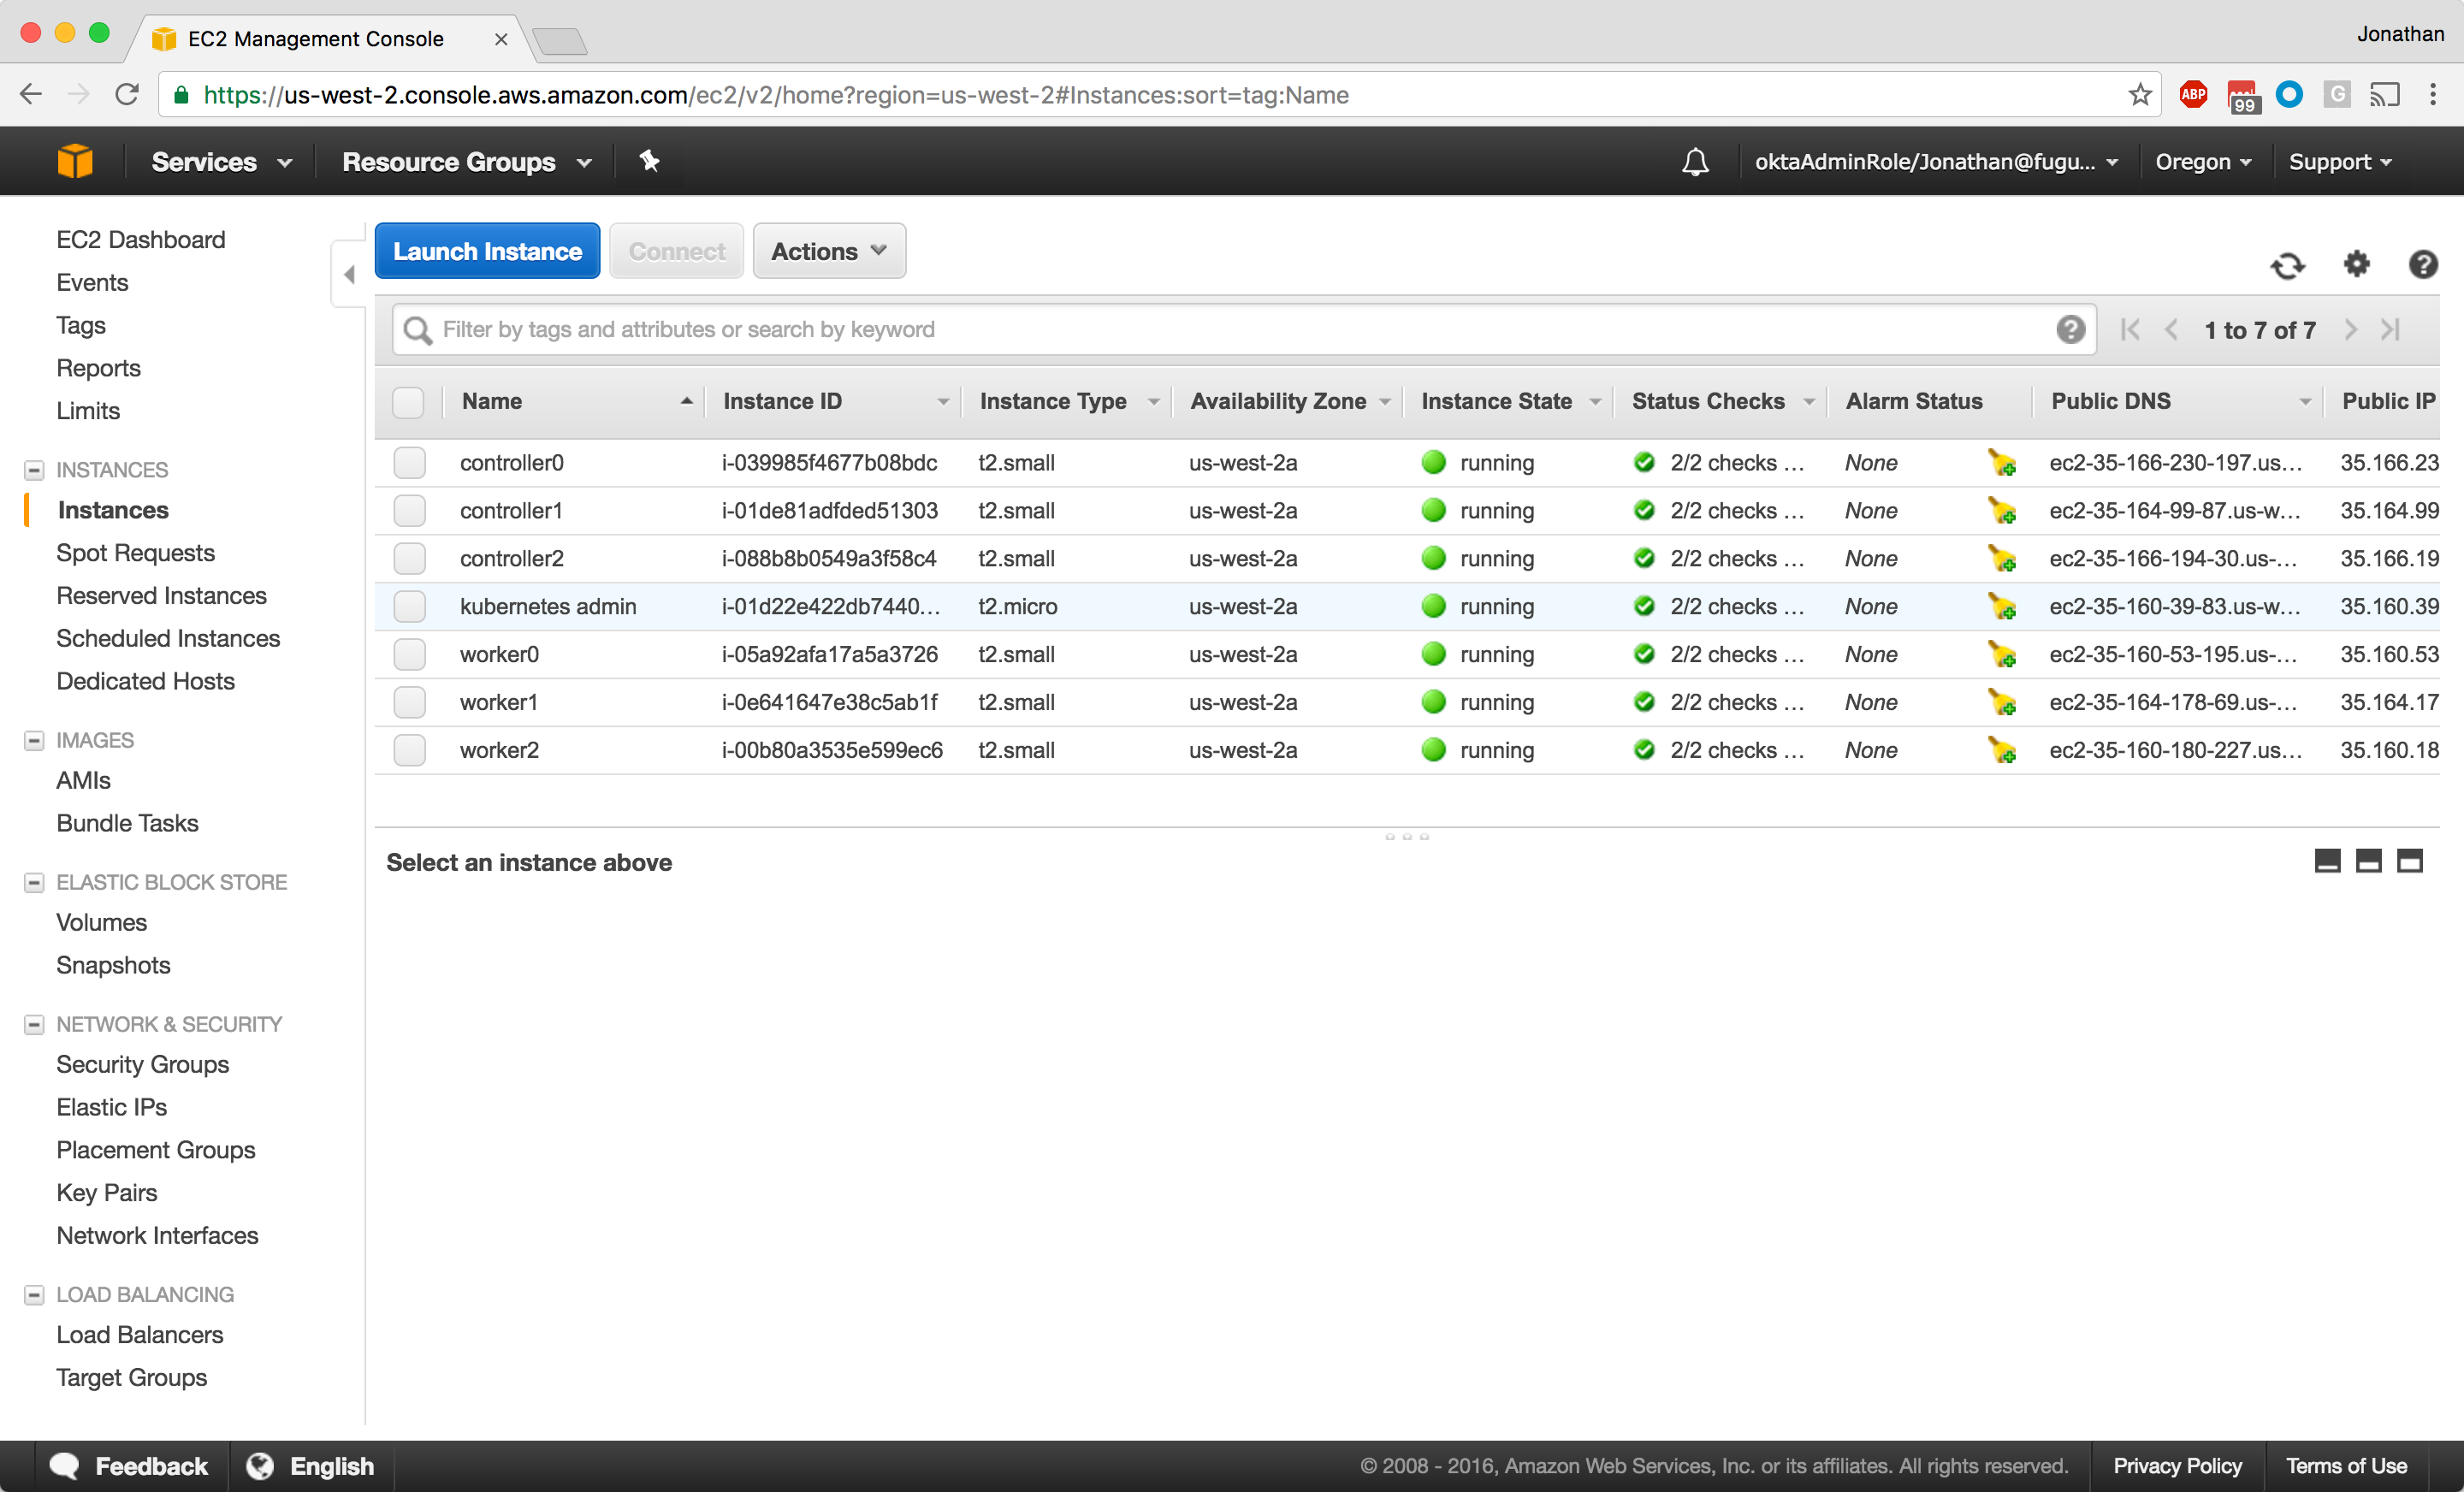 EC2 Management Console
Jonathan
https://us-west-2.console.aws.amazon.com/ec2/v2/home?region=us-west-2#Instances:sort=tag:Name
ABP
99
G
Services
Resource Groups
oktaAdminRole/Jonathan@fugu...
Oregon
Support
EC2 Dashboard
Events
Tags
Reports
Limits
INSTANCES
Instances
Spot Requests
Reserved Instances
Scheduled Instances
Dedicated Hosts
IMAGES
AMIs
Bundle Tasks
ELASTIC BLOCK STORE
Volumes
Snapshots
NETWORK & SECURITY
Security Groups
Elastic IPs
Placement Groups
Key Pairs
Network Interfaces
LOAD BALANCING
Load Balancers
Target Groups
Launch Instance
Connect
Actions
Filter by tags and attributes or search by keyword
1 to 7 of 7
Name Instance ID Instance Type Availability Zone Instance State Status Checks Alarm Status Public DNS Public IP
controller0 i-039985f4677b08bdc t2.small us-west-2a running 2/2 checks ... None ec2-35-166-230-197.us... 35.166.23
controller1 i-01de81adfded51303 t2.small us-west-2a running 2/2 checks ... None ec2-35-164-99-87.us-w... 35.164.99
controller2 i-088b8b0549a3f58c4 t2.small us-west-2a running 2/2 checks ... None ec2-35-166-194-30.us-... 35.166.19
kubernetes admin i-01d22e422db7440... t2.micro us-west-2a running 2/2 checks ... None ec2-35-160-39-83.us-w... 35.160.39
worker0 i-05a92afa17a5a3726 t2.small us-west-2a running 2/2 checks ... None ec2-35-160-53-195.us-... 35.160.53
worker1 i-0e641647e38c5ab1f t2.small us-west-2a running 2/2 checks ... None ec2-35-164-178-69.us-... 35.164.17
worker2 i-00b80a3535e599ec6 t2.small us-west-2a running 2/2 checks ... None ec2-35-160-180-227.us... 35.160.18
Select an instance above
Feedback
English
© 2008 - 2016, Amazon Web Services, Inc. or its affiliates. All rights reserved.
Privacy Policy
Terms of Use